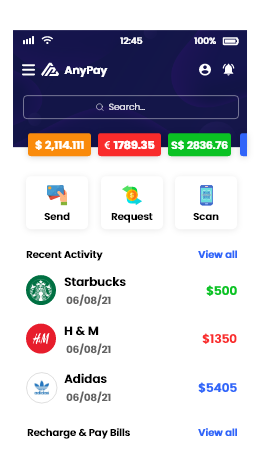 12:45 100%
AnyPay
Search...
$ 2,114.111 € 1789.35 S$ 2836.76
Send Request Scan
Recent Activity View all
Starbucks
06/08/21
$500
H&M
H & M
06/08/21
$1350
adidas
Adidas
06/08/21
$5405
Recharge & Pay Bills View all